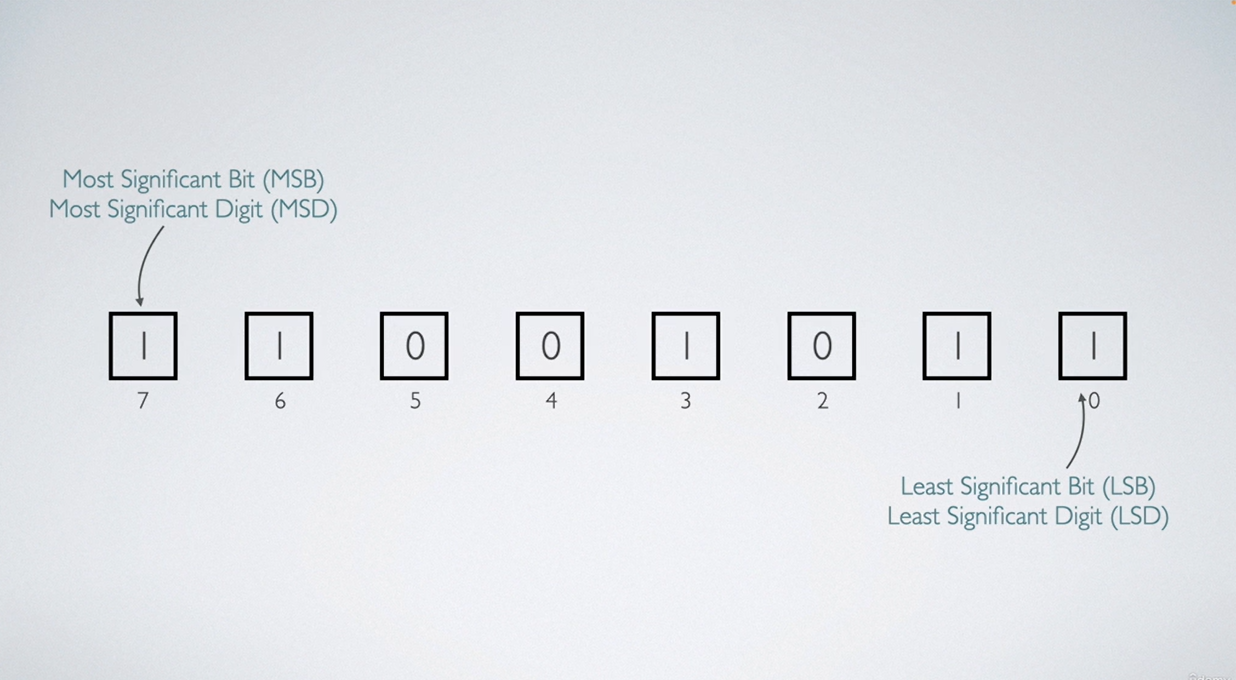 Most Significant Bit (MSB)
Most Significant Digit (MSD)
1 1 0 0 1 0 1 1
7 6 5 4 3 2 1 0
Least Significant Bit (LSB)
Least Significant Digit (LSD)